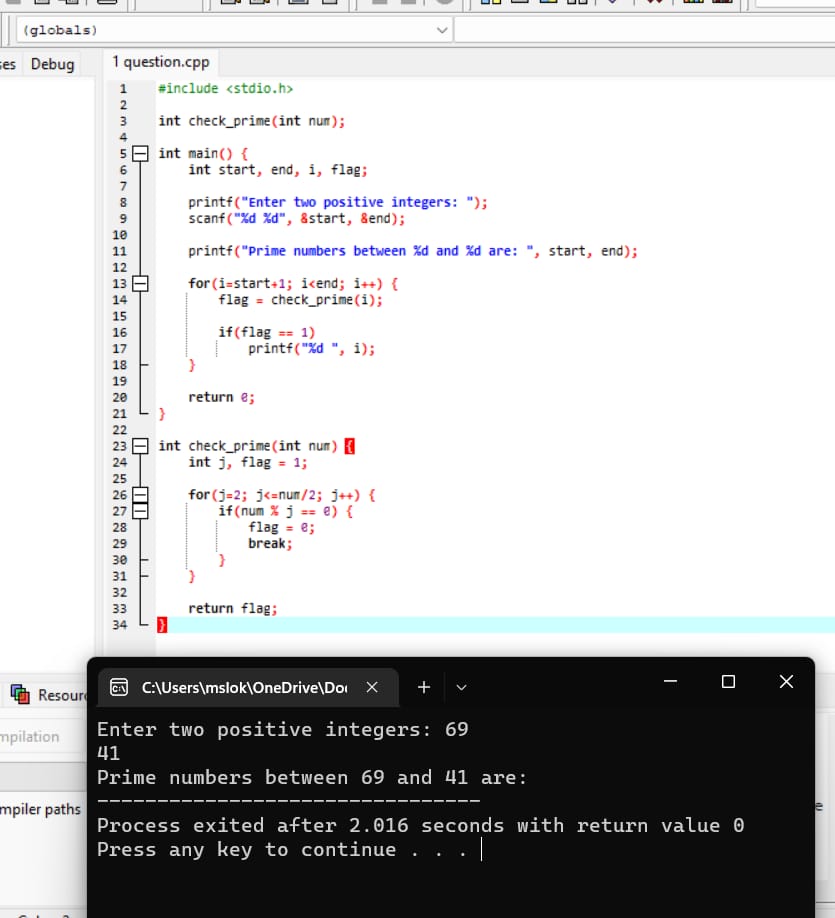 (globals)
es Debug 1 question.cpp
1 #include <stdio.h>
2
3 int check_prime(int num);
4
5 int main() {
6 int start, end, i, flag;
7
8 printf("Enter two positive integers: ");
9 scanf("%d %d", &start, &end);
10
11 printf("Prime numbers between %d and %d are: ", start, end);
12
13 for(i=start+1; i<end; i++) {
14 flag = check_prime(i);
15
16 if(flag == 1)
17 printf("%d ", i);
18 }
19
20 return 0;
21 }
22
23 int check_prime(int num) {
24 int j, flag = 1;
25
26 for(j=2; j<=num/2; j++) {
27 if(num % j == 0) {
28 flag = 0;
29 break;
30 }
31 }
32
33 return flag;
34 }
Resour
mpilation
mpiler paths
C:\Users\mslok\OneDrive\Do
Enter two positive integers: 69
41
Prime numbers between 69 and 41 are:
--------------------------------
Process exited after 2.016 seconds with return value 0
Press any key to continue . . .